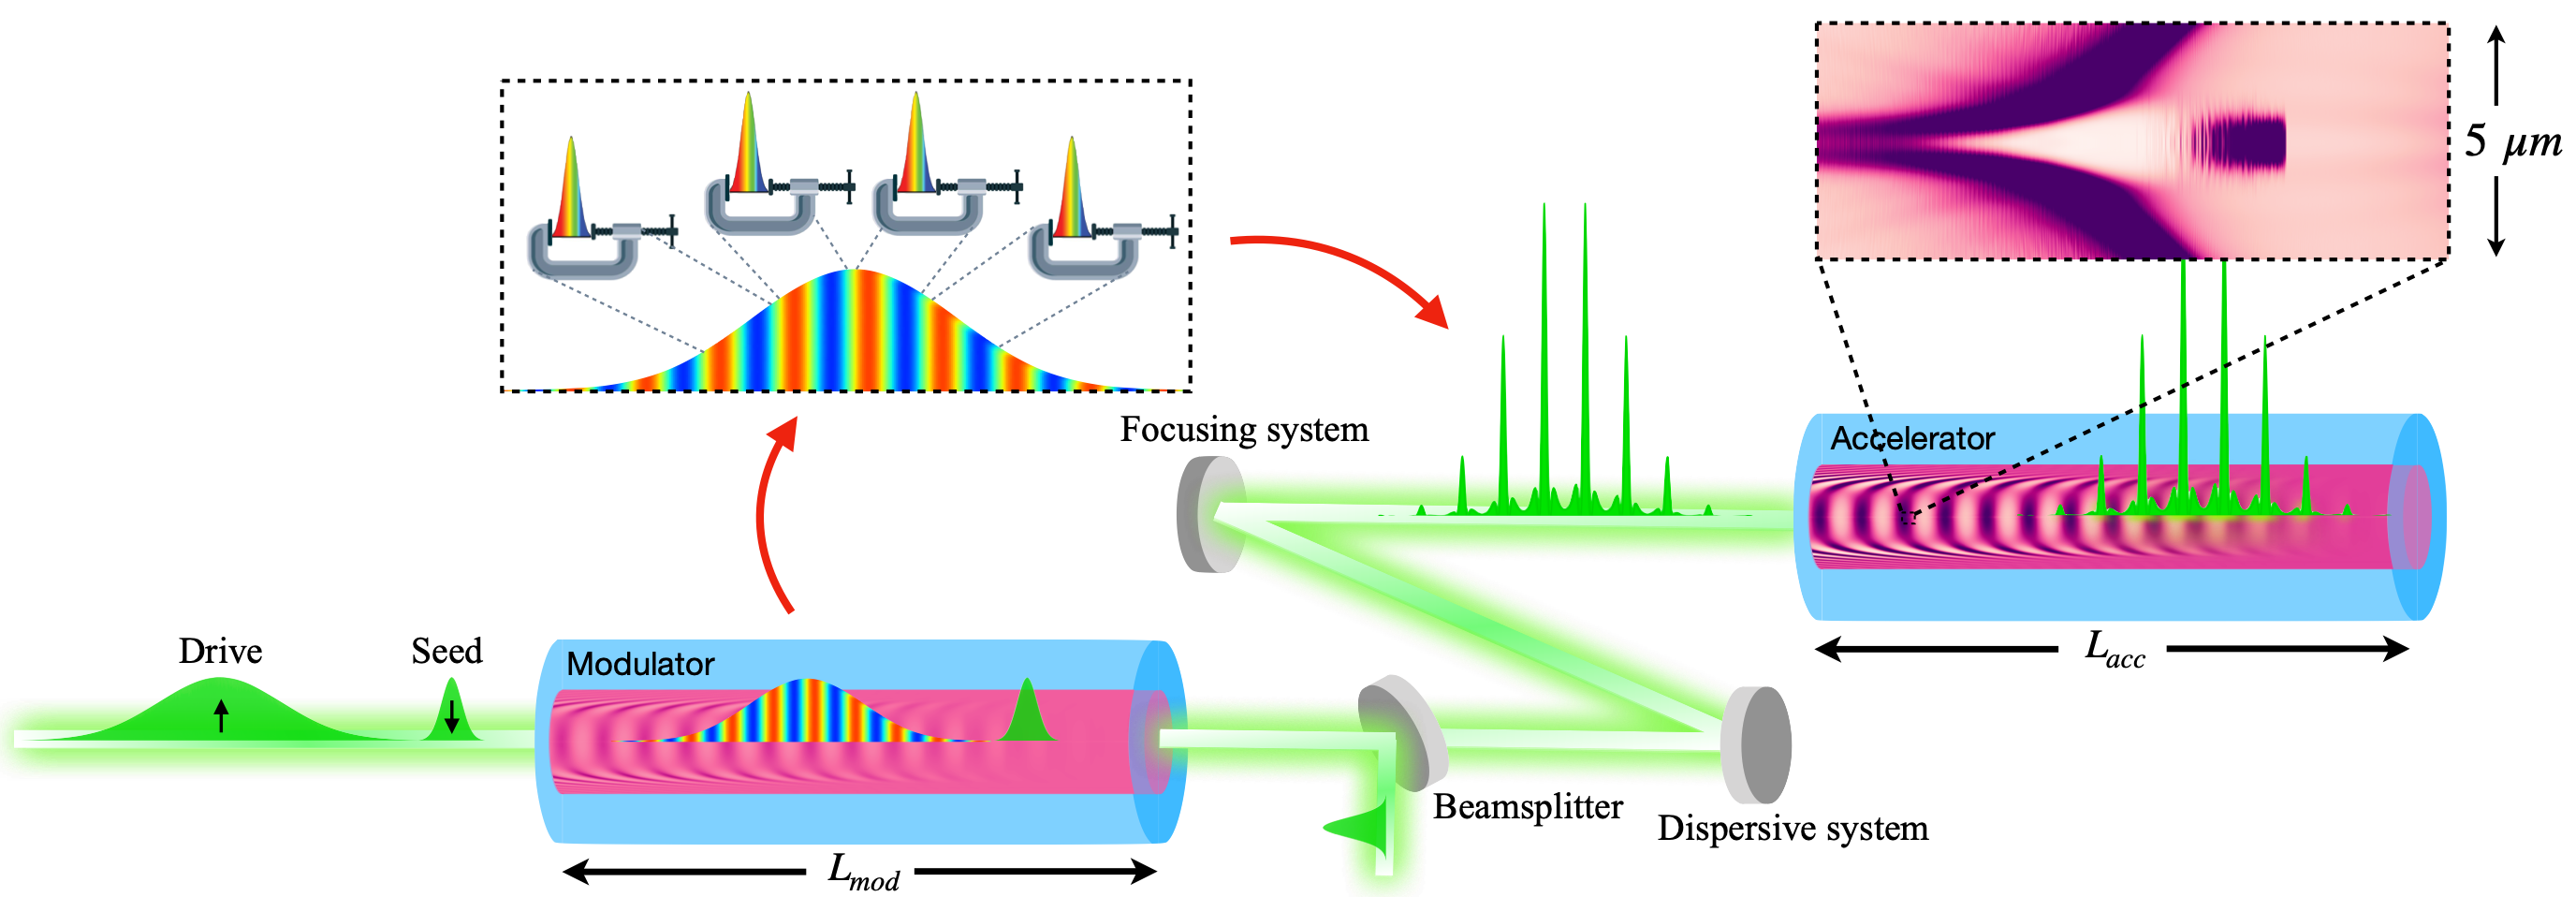 5 μm
Focusing system
Accelerator
Drive
Seed
Modulator
L_acc
Beamsplitter
Dispersive system
L_mod